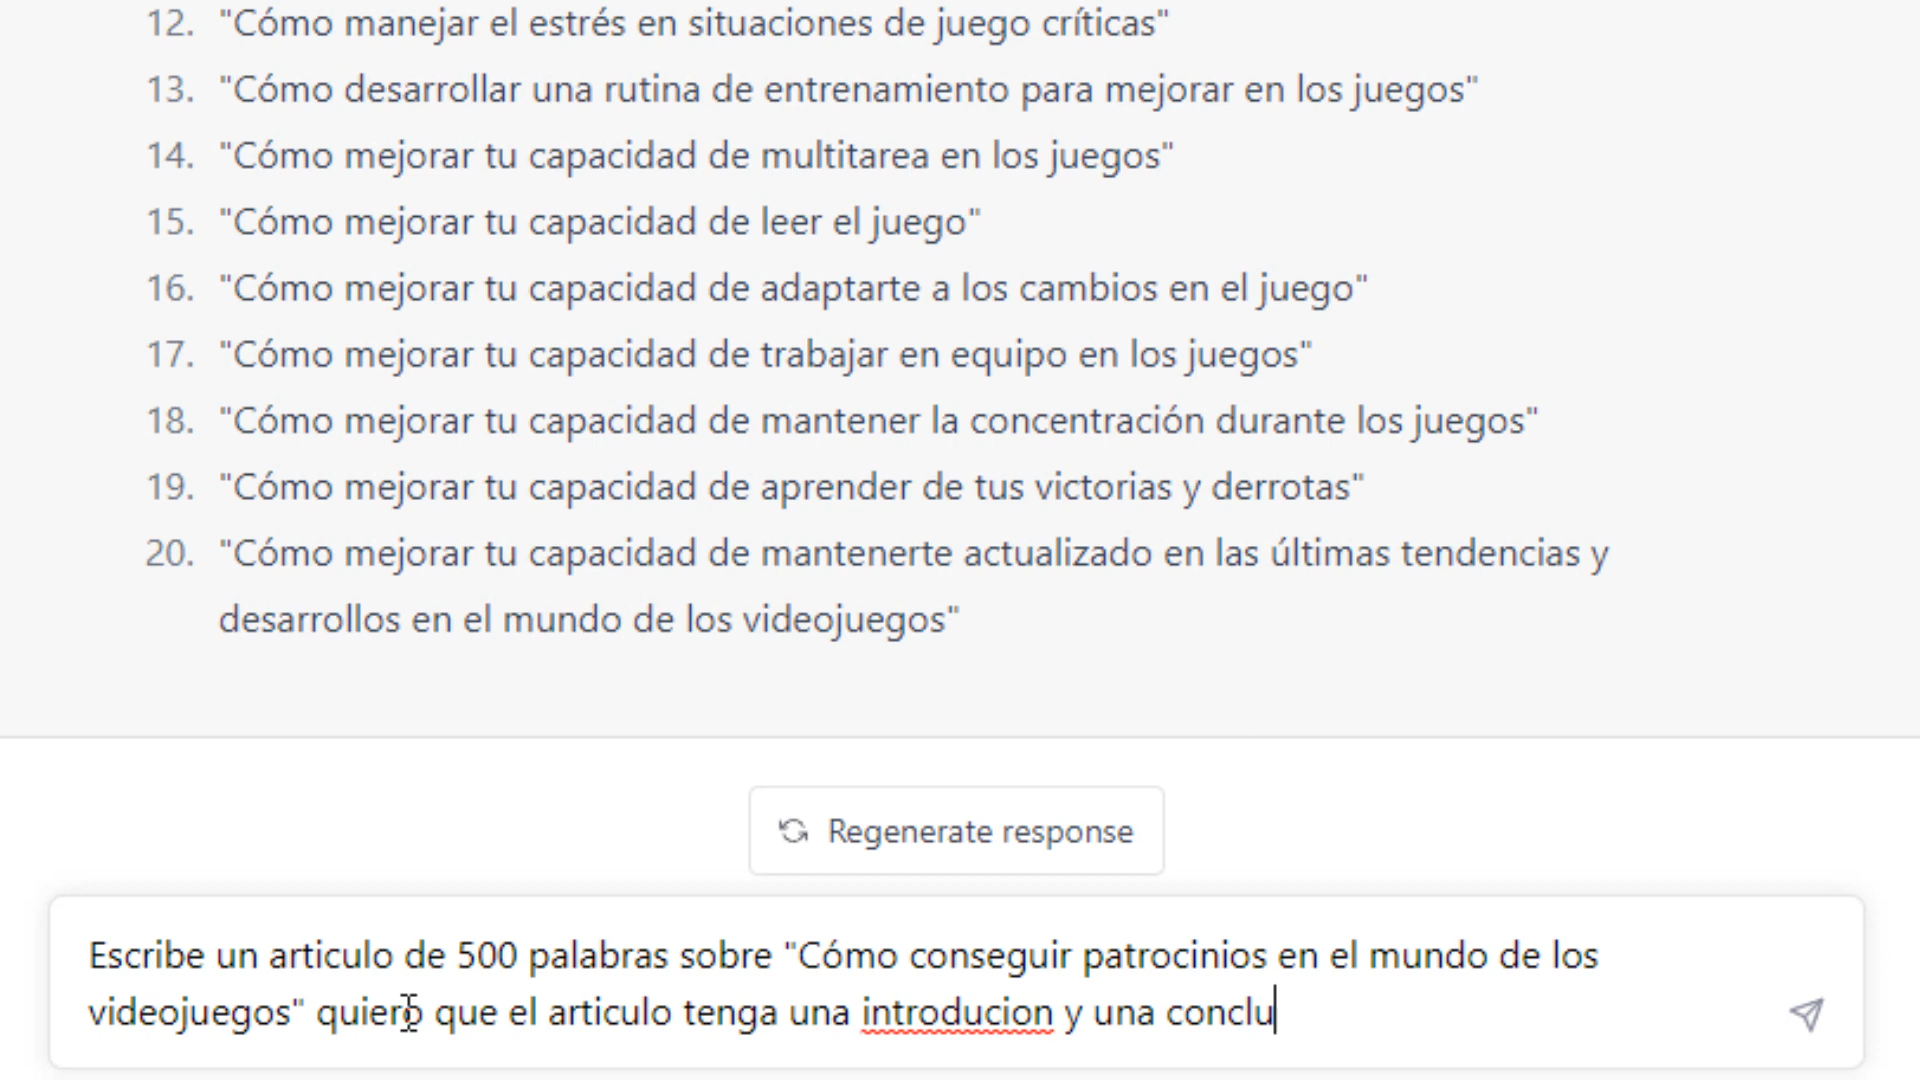 12. "Cómo manejar el estrés en situaciones de juego críticas"
13. "Cómo desarrollar una rutina de entrenamiento para mejorar en los juegos"
14. "Cómo mejorar tu capacidad de multitarea en los juegos"
15. "Cómo mejorar tu capacidad de leer el juego"
16. "Cómo mejorar tu capacidad de adaptarte a los cambios en el juego"
17. "Cómo mejorar tu capacidad de trabajar en equipo en los juegos"
18. "Cómo mejorar tu capacidad de mantener la concentración durante los juegos"
19. "Cómo mejorar tu capacidad de aprender de tus victorias y derrotas"
20. "Cómo mejorar tu capacidad de mantenerte actualizado en las últimas tendencias y
desarrollos en el mundo de los videojuegos"
Regenerate response
Escribe un articulo de 500 palabras sobre "Cómo conseguir patrocinios en el mundo de los
videojuegos" quiero que el articulo tenga una introducion y una conclu